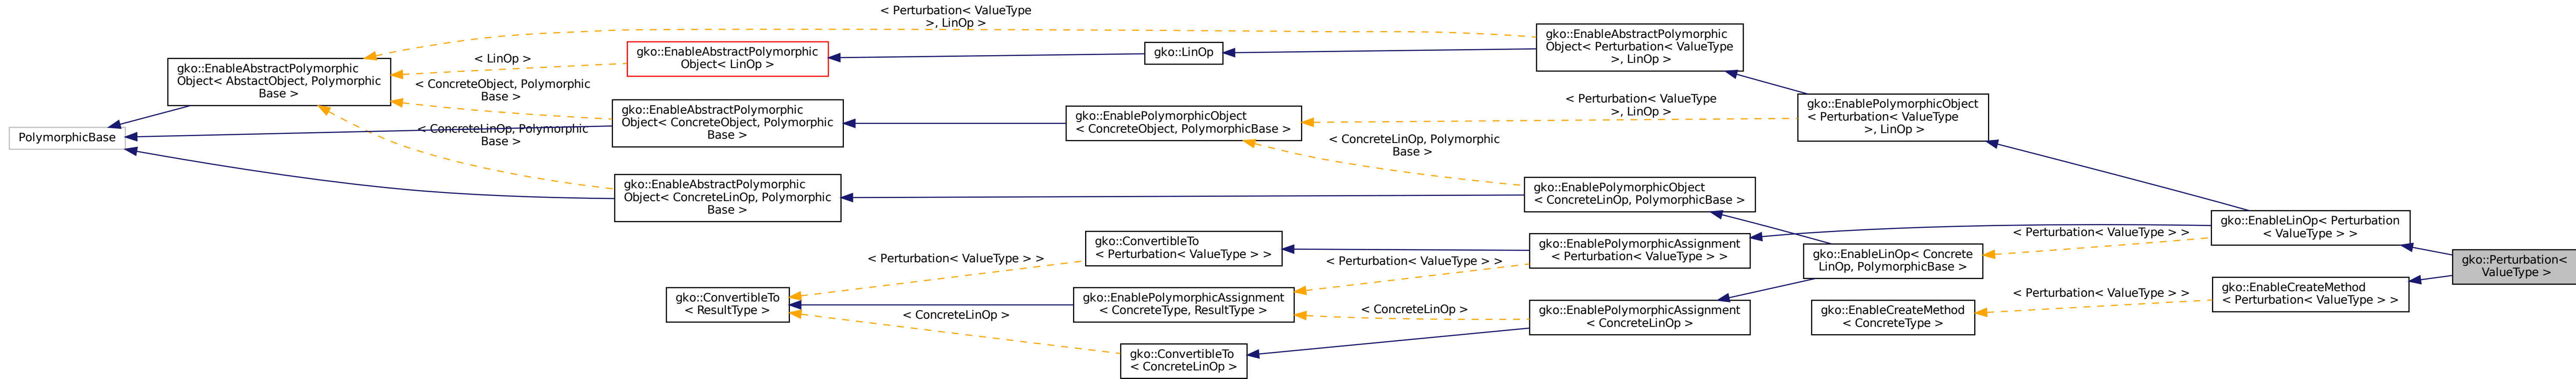 PolymorphicBase
gko::EnableAbstractPolymorphic
Object< AbstactObject, Polymorphic
Base >
< Perturbation< ValueType
>, LinOp >
< LinOp >
< ConcreteObject, Polymorphic
Base >
< ConcreteLinOp, Polymorphic
Base >
gko::EnableAbstractPolymorphic
Object< LinOp >
gko::EnableAbstractPolymorphic
Object< ConcreteObject, Polymorphic
Base >
gko::EnableAbstractPolymorphic
Object< ConcreteLinOp, Polymorphic
Base >
gko::ConvertibleTo
< ResultType >
< Perturbation< ValueType > >
< ConcreteLinOp >
gko::LinOp
gko::EnablePolymorphicObject
< ConcreteObject, PolymorphicBase >
gko::ConvertibleTo
< Perturbation< ValueType > >
gko::EnablePolymorphicAssignment
< ConcreteType, ResultType >
gko::ConvertibleTo
< ConcreteLinOp >
< Perturbation< ValueType
>, LinOp >
< ConcreteLinOp, Polymorphic
Base >
< Perturbation< ValueType > >
< ConcreteLinOp >
gko::EnableAbstractPolymorphic
Object< Perturbation< ValueType
>, LinOp >
gko::EnablePolymorphicObject
< ConcreteLinOp, PolymorphicBase >
gko::EnablePolymorphicAssignment
< Perturbation< ValueType > >
gko::EnablePolymorphicAssignment
< ConcreteLinOp >
gko::EnablePolymorphicObject
< Perturbation< ValueType
>, LinOp >
gko::EnableLinOp< Concrete
LinOp, PolymorphicBase >
gko::EnableCreateMethod
< ConcreteType >
< Perturbation< ValueType > >
< Perturbation< ValueType > >
gko::EnableLinOp< Perturbation
< ValueType > >
gko::EnableCreateMethod
< Perturbation< ValueType > >
gko::Perturbation<
ValueType >